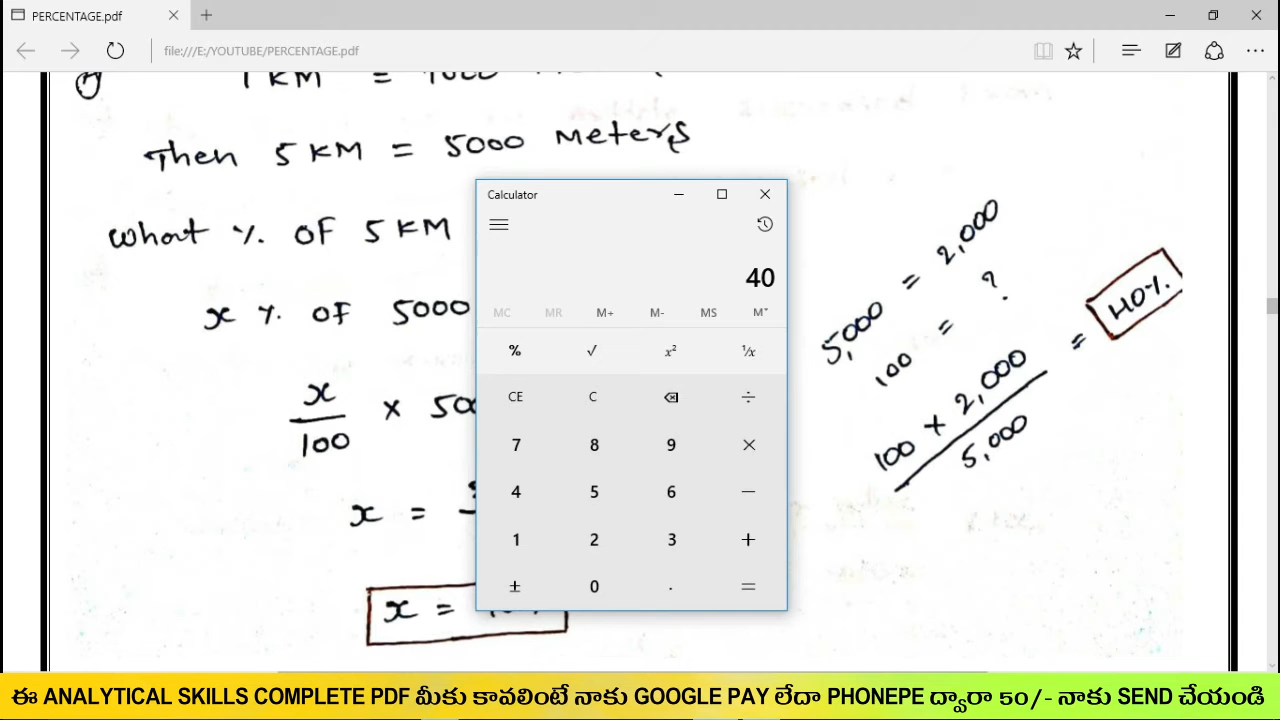 PERCENTAGE.pdf
file:///E:/YOUTUBE/PERCENTAGE.pdf
1 KM = 1000
Then 5 KM = 5000 Meters
What % OF 5 KM
x % OF 5000
x
100
× 500
x =
x =
5,000 = 2,000
100 = ?
100 × 2,000
5,000
= 40%
Calculator
40
MC MR M+ M- MS M˅
% √ x² ¹/x
CE C ÷
7 8 9 ×
4 5 6 −
1 2 3 +
± 0 . =
ఈ ANALYTICAL SKILLS COMPLETE PDF మీకు కావలింటే నాకు GOOGLE PAY లేదా PHONEPE ద్వారా 50/- నాకు SEND చేయండి